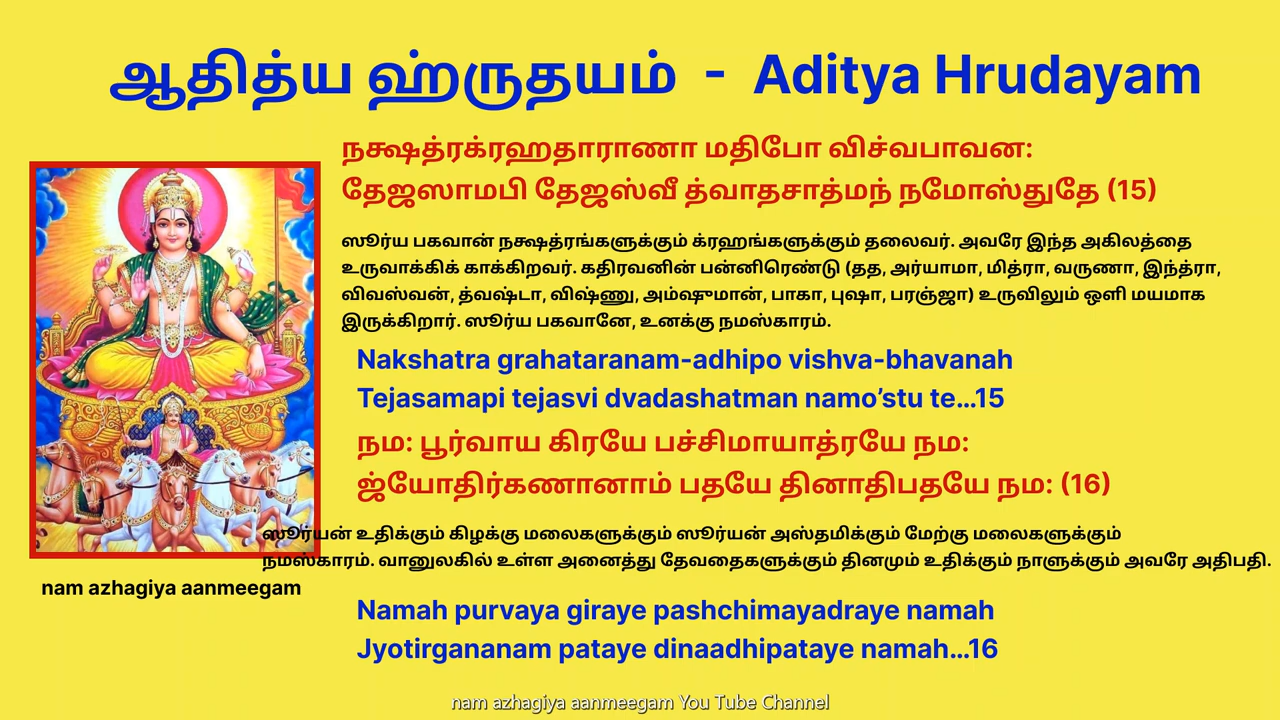 ஆதித்ய ஹ்ருதயம் - Aditya Hrudayam
நக்ஷத்ரக்ரஹதாராணா மதிபோ விச்வபாவன:
தேஜஸாமபி தேஜஸ்வீ த்வாதசாத்மந் நமோஸ்துதே (15)
ஸூர்ய பகவான் நக்ஷத்ரங்களுக்கும் க்ரஹங்களுக்கும் தலைவர். அவரே இந்த அகிலத்தை
உருவாக்கிக் காக்கிறவர். கதிரவனின் பன்னிரெண்டு (தத, அர்யாமா, மித்ரா, வருணா, இந்த்ரா,
விவஸ்வன், த்வஷ்டா, விஷ்ணு, அம்ஷுமான், பாகா, புஷா, பரஞ்ஜா) உருவிலும் ஒளி மயமாக
இருக்கிறார். ஸூர்ய பகவானே, உனக்கு நமஸ்காரம்.
Nakshatra grahataranam-adhipo vishva-bhavanah
Tejasamapi tejasvi dvadashatman namo’stu te...15
நம: பூர்வாய கிரயே பச்சிமாயாத்ரயே நம:
ஜ்யோதிர்கணானாம் பதயே தினாதிபதயே நம: (16)
ஸூர்யன் உதிக்கும் கிழக்கு மலைகளுக்கும் ஸூர்யன் அஸ்தமிக்கும் மேற்கு மலைகளுக்கும்
நமஸ்காரம். வானுலகில் உள்ள அனைத்து தேவதைகளுக்கும் தினமும் உதிக்கும் நாளுக்கும் அவரே அதிபதி.
nam azhagiya aanmeegam
Namah purvaya giraye pashchimayadraye namah
Jyotirgananam pataye dinaadhipataye namah...16
nam azhagiya aanmeegam You Tube Channel